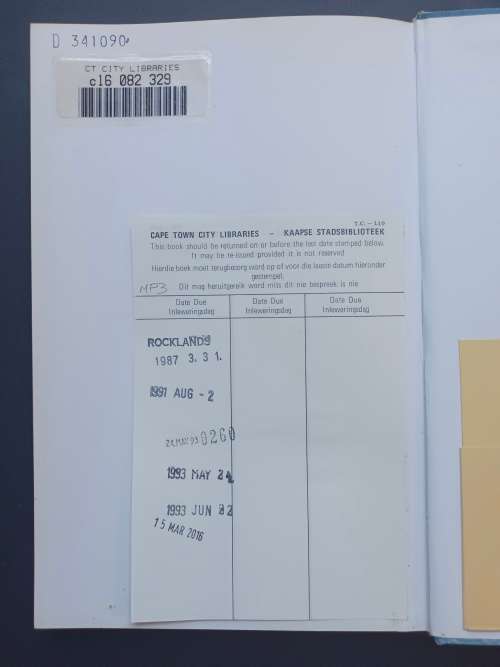 D 341090
CT CITY LIBRARIES
c16 082 329
T.C. — 110
CAPE TOWN CITY LIBRARIES – KAAPSE STADSBIBLIOTEEK
This book should be returned on or before the last date stamped below.
It may be re-issued provided it is not reserved
Hierdie boek moet terugbesorg word op of voor die laaste datum hieronder
gestempel.
MP3 Dit mag heruitgereik word mits dit nie bespreek is nie
Date Due Date Due Date Due
Inleweringsdag Inleweringsdag Inleweringsdag
ROCKLANDS
1987 3. 31.
1991 AUG - 2
0260
1993 MAY 24
1993 JUN 22
15 MAR 2016